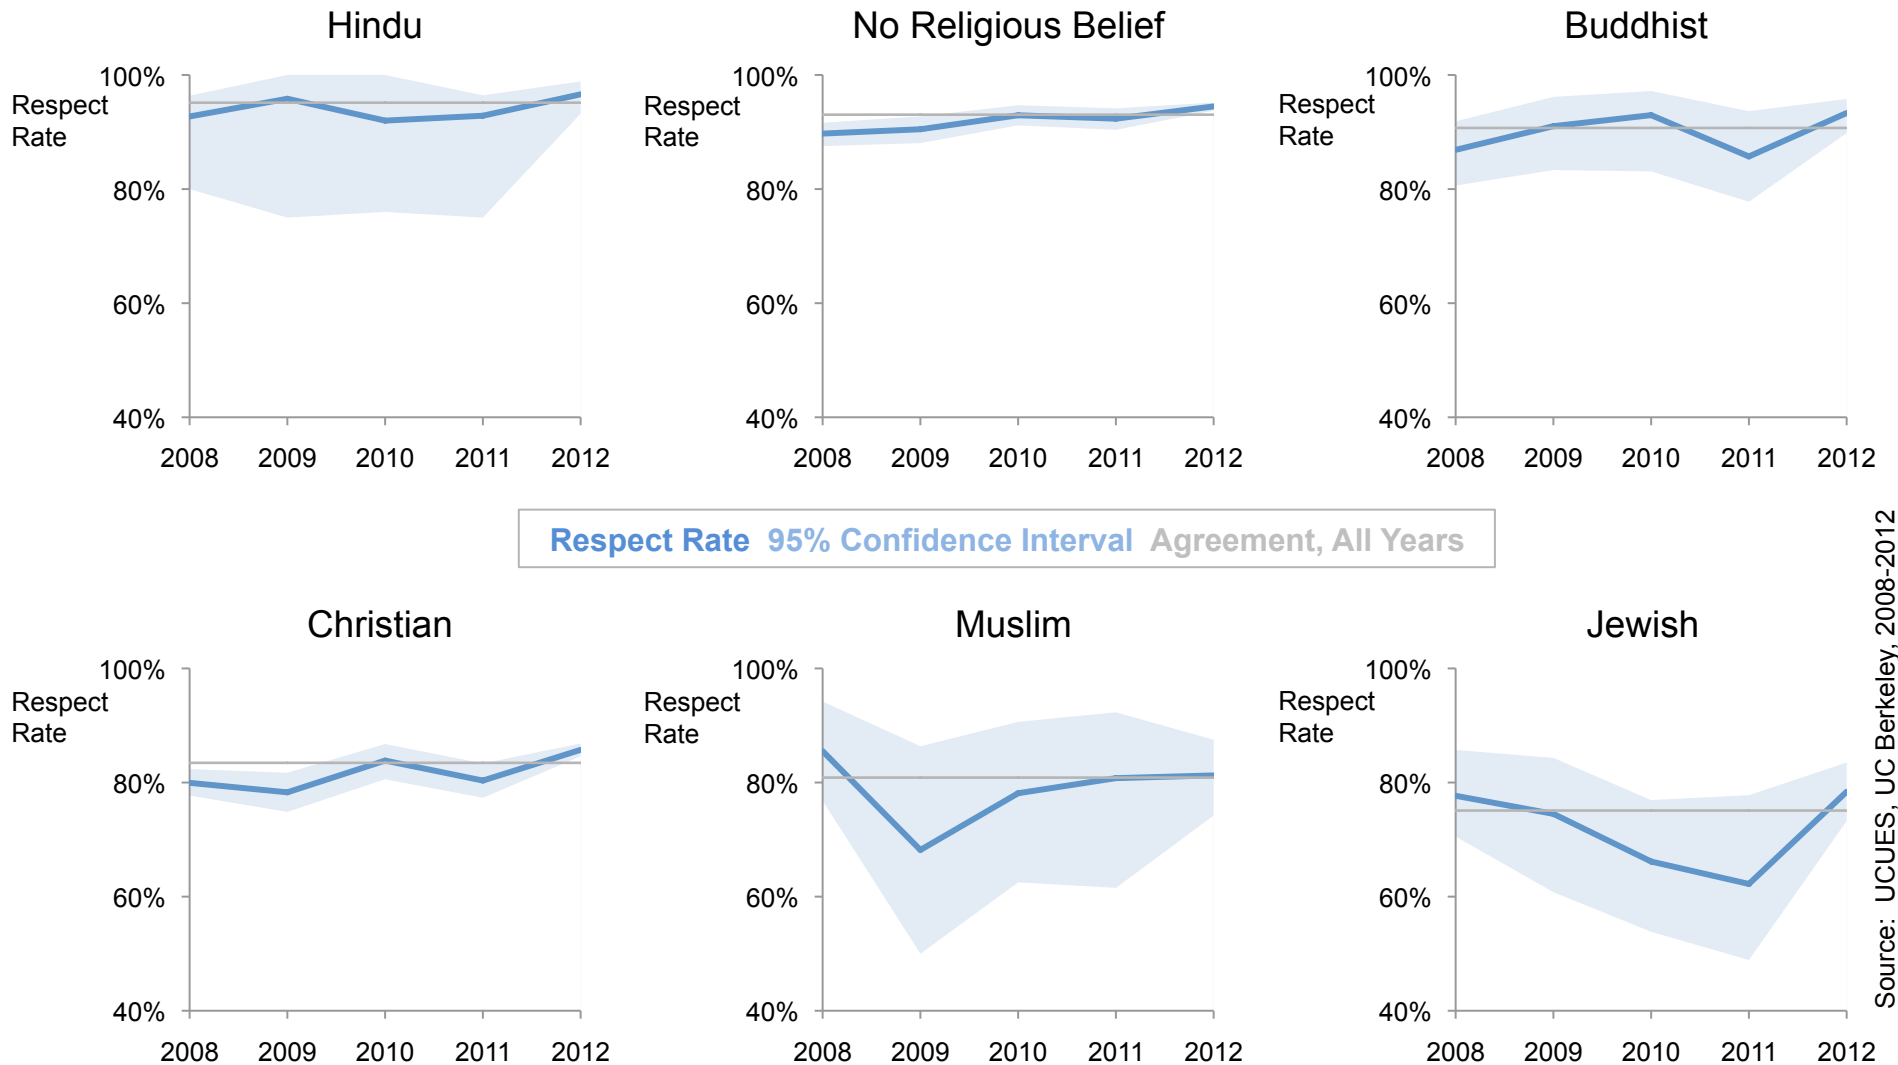 Hindu
No Religious Belief
Buddhist
100%
Respect
Rate
80%
60%
40%
2008 2009 2010 2011 2012
100%
Respect
Rate
80%
60%
40%
2008 2009 2010 2011 2012
100%
Respect
Rate
80%
60%
40%
2008 2009 2010 2011 2012
Respect Rate 95% Confidence Interval Agreement, All Years
Christian
Muslim
Jewish
100%
Respect
Rate
80%
60%
40%
2008 2009 2010 2011 2012
100%
Respect
Rate
80%
60%
40%
2008 2009 2010 2011 2012
100%
Respect
Rate
80%
60%
40%
2008 2009 2010 2011 2012
Source: UCUES, UC Berkeley, 2008-2012